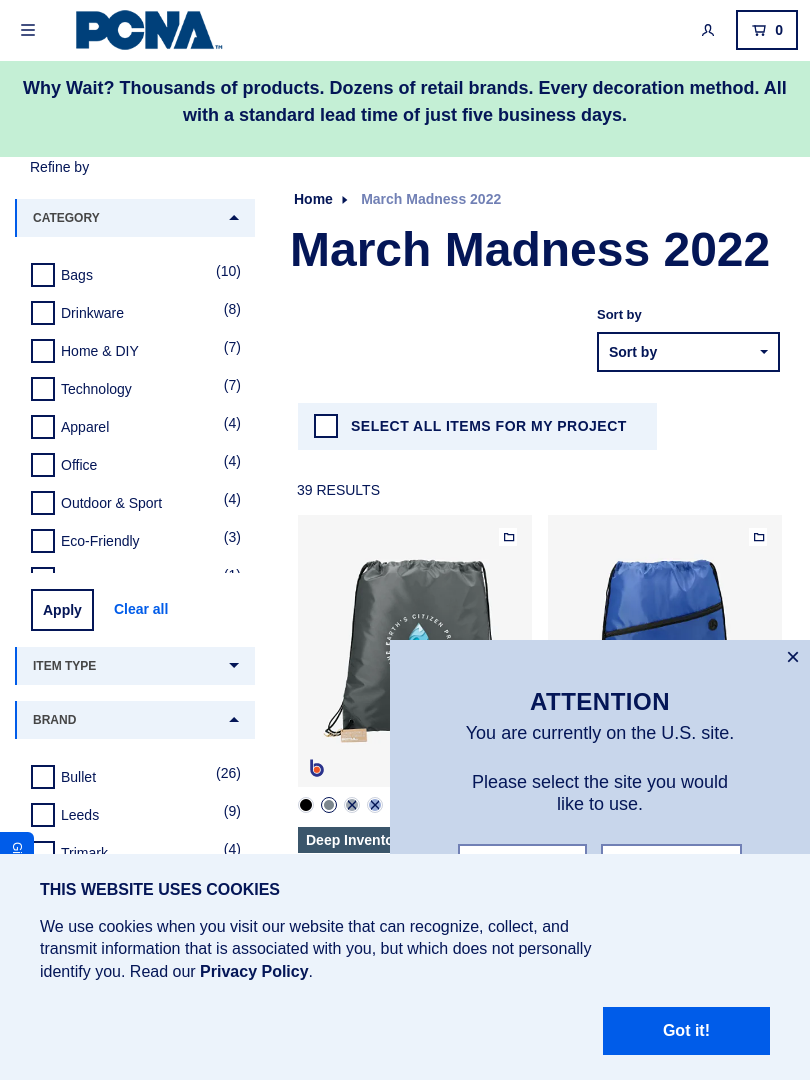 PCNA™
0
Why Wait? Thousands of products. Dozens of retail brands. Every decoration method. All
with a standard lead time of just five business days.
Refine by
CATEGORY
Bags (10)
Drinkware (8)
Home & DIY (7)
Technology (7)
Apparel (4)
Office (4)
Outdoor & Sport (4)
Eco-Friendly (3)
Apply Clear all
ITEM TYPE
BRAND
Bullet (26)
Leeds (9)
Trimark (4)
Home March Madness 2022
March Madness 2022
Sort by
Sort by
SELECT ALL ITEMS FOR MY PROJECT
39 RESULTS
EARTH'S CITIZEN
Deep Invento
×
ATTENTION
You are currently on the U.S. site.
Please select the site you would
like to use.
THIS WEBSITE USES COOKIES
We use cookies when you visit our website that can recognize, collect, and
transmit information that is associated with you, but which does not personally
identify you. Read our Privacy Policy.
Got it!